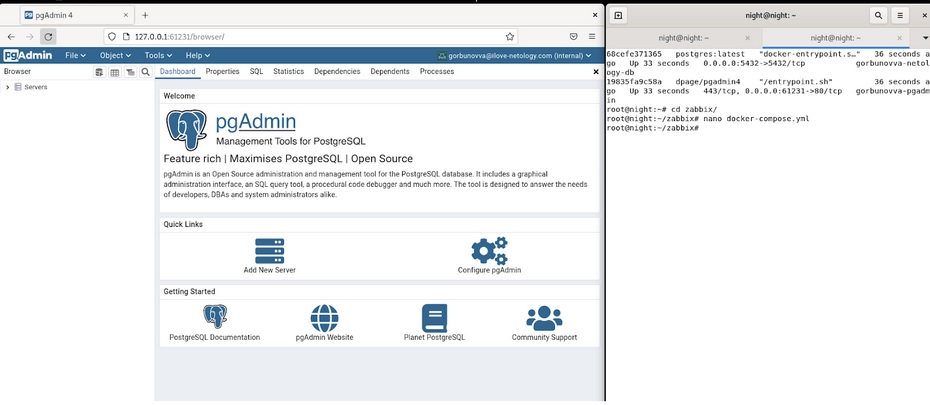 pgAdmin 4
127.0.0.1:61231/browser/
pgAdmin File Object Tools Help gorbunovva@ilove-netology.com (internal)
Browser
Dashboard Properties SQL Statistics Dependencies Dependents Processes
Servers
Welcome
pgAdmin
Management Tools for PostgreSQL
Feature rich | Maximises PostgreSQL | Open Source
pgAdmin is an Open Source administration and management tool for the PostgreSQL database. It includes a graphical
administration interface, an SQL query tool, a procedural code debugger and much more. The tool is designed to answer the needs
of developers, DBAs and system administrators alike.
Quick Links
Add New Server
Configure pgAdmin
Getting Started
PostgreSQL Documentation
pgAdmin Website
Planet PostgreSQL
Community Support
night@night: ~
night@night: ~ night@night: ~
68cefe371365 postgres:latest "docker-entrypoint.s…" 36 seconds a
go Up 33 seconds 0.0.0.0:5432->5432/tcp gorbunovva-netol
ogy-db
19835fa9c58a dpage/pgadmin4 "/entrypoint.sh" 36 seconds a
go Up 33 seconds 443/tcp, 0.0.0.0:61231->80/tcp gorbunovva-pgadm
in
root@night:~# cd zabbix/
root@night:~/zabbix# nano docker-compose.yml
root@night:~/zabbix#